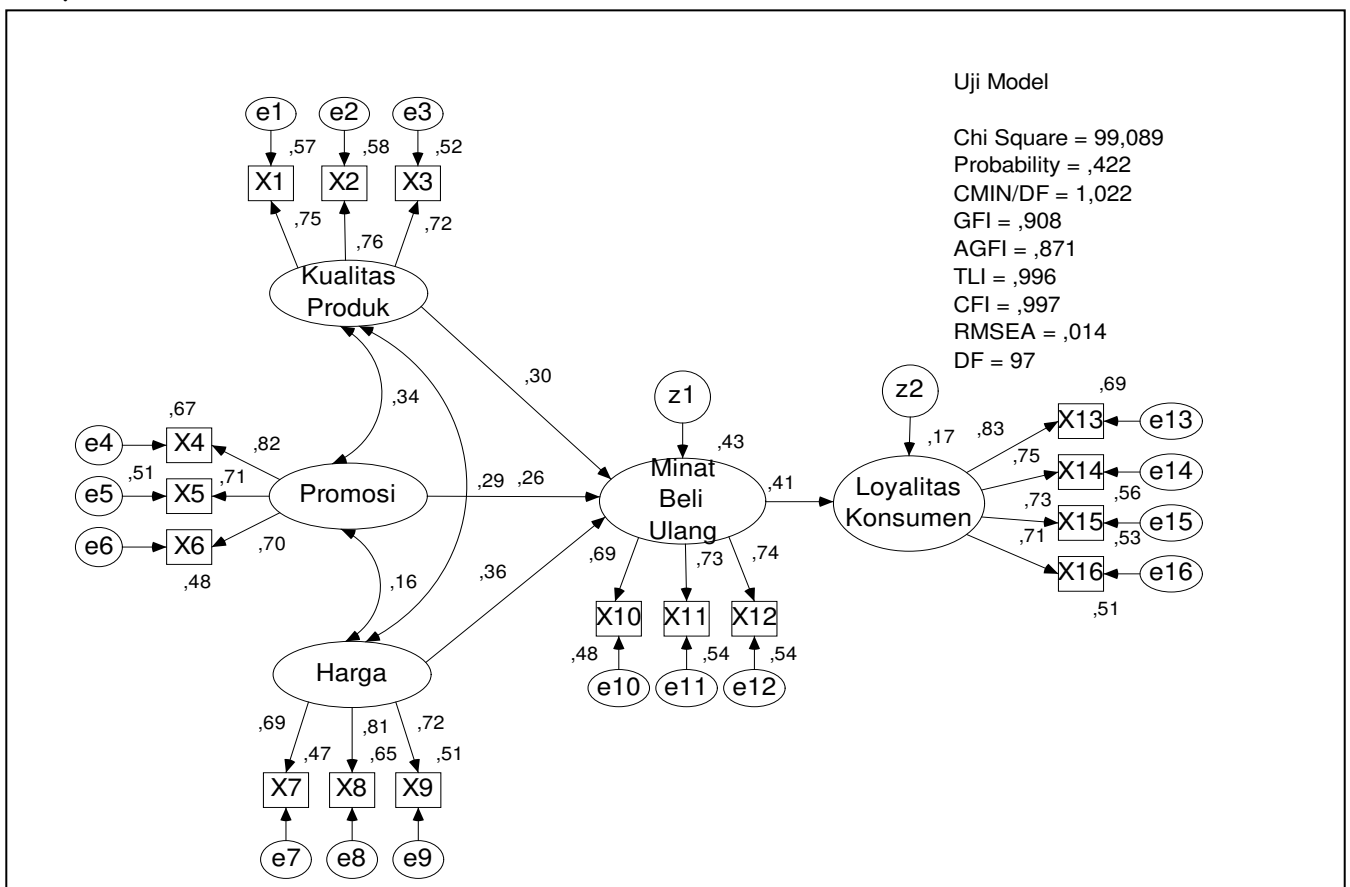 Uji Model
Chi Square = 99,089
Probability = ,422
CMIN/DF = 1,022
GFI = ,908
AGFI = ,871
TLI = ,996
CFI = ,997
RMSEA = ,014
DF = 97
e1 e2 e3
,57 ,58 ,52
X1 X2 X3
,75 ,76 ,72
Kualitas
Produk
,34
,30
,67
e4 X4 ,82
,51
e5 X5 ,71
e6 X6 ,70
,48
Promosi
,29 ,26
,16
,36
Harga
,69 ,81 ,72
,47 ,65 ,51
X7 X8 X9
e7 e8 e9
z1
,43
Minat
Beli
Ulang
,41
,69 ,73 ,74
X10 X11 X12
,48 ,54 ,54
e10 e11 e12
z2
,17
Loyalitas
Konsumen
,69
,83 X13 e13
,75 X14 e14
,56
,73 X15 e15
,53
,71 X16 e16
,51